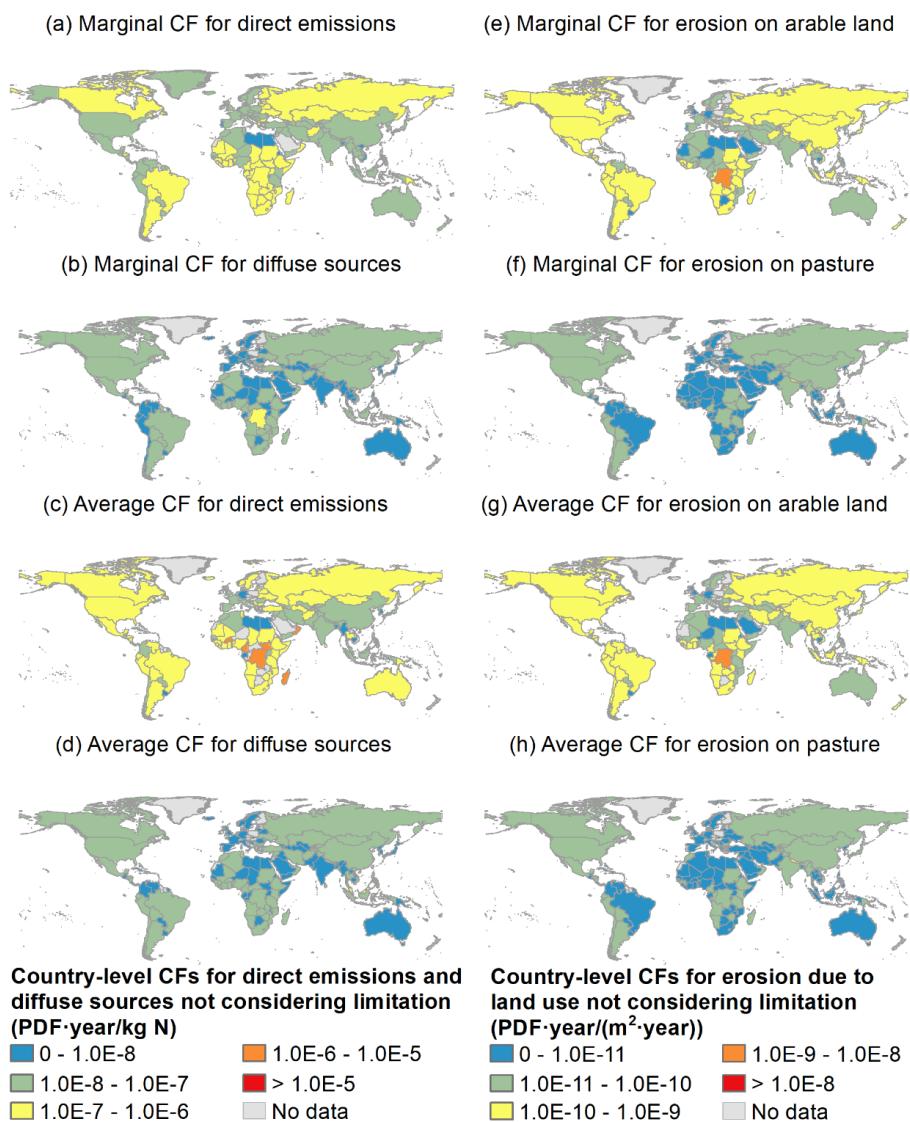 (a) Marginal CF for direct emissions
(e) Marginal CF for erosion on arable land
(b) Marginal CF for diffuse sources
(f) Marginal CF for erosion on pasture
(c) Average CF for direct emissions
(g) Average CF for erosion on arable land
(d) Average CF for diffuse sources
(h) Average CF for erosion on pasture
Country-level CFs for direct emissions and
diffuse sources not considering limitation
(PDF·year/kg N)
0 - 1.0E-8
1.0E-8 - 1.0E-7
1.0E-7 - 1.0E-6
1.0E-6 - 1.0E-5
> 1.0E-5
No data
Country-level CFs for erosion due to
land use not considering limitation
(PDF·year/(m²·year))
0 - 1.0E-11
1.0E-11 - 1.0E-10
1.0E-10 - 1.0E-9
1.0E-9 - 1.0E-8
> 1.0E-8
No data